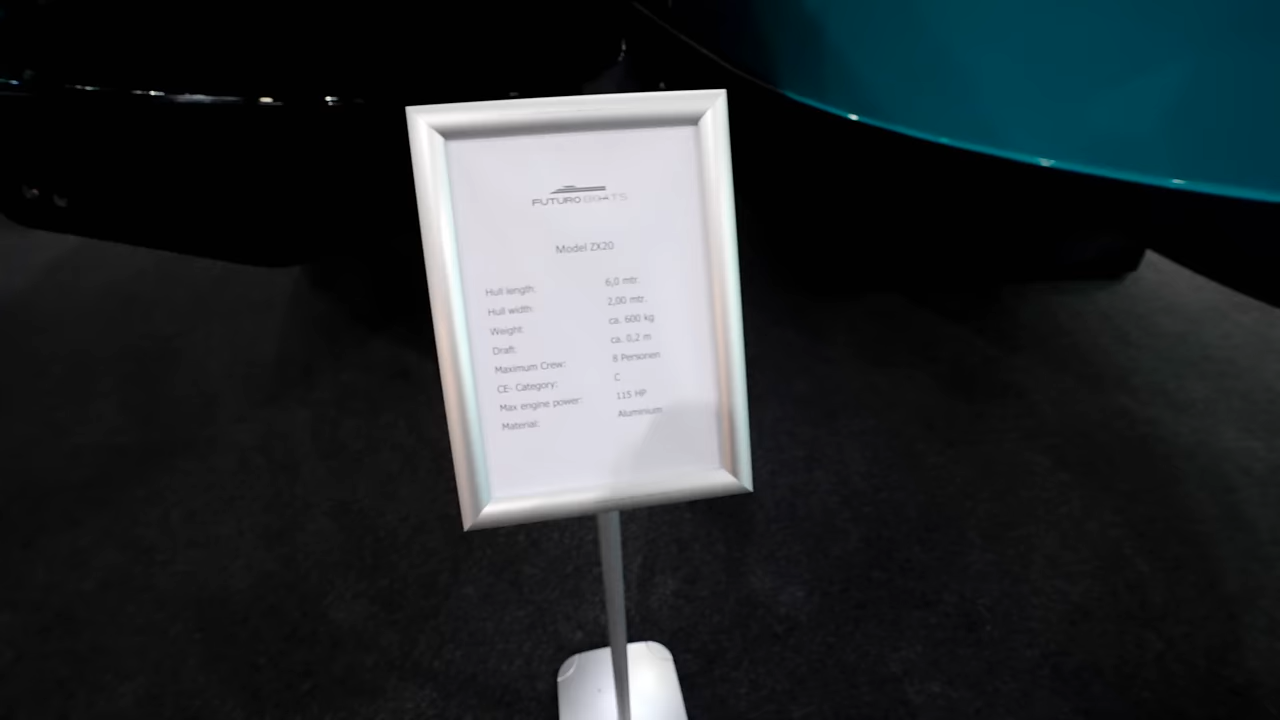 FUTURO BOATS
Model ZX20
Hull length: 6,0 mtr.
Hull width: 2,00 mtr.
Weight: ca. 600 kg
Draft: ca. 0,2 m
Maximum Crew: 8 Personen
CE- Category: C
Max engine power: 115 HP
Material: Aluminium